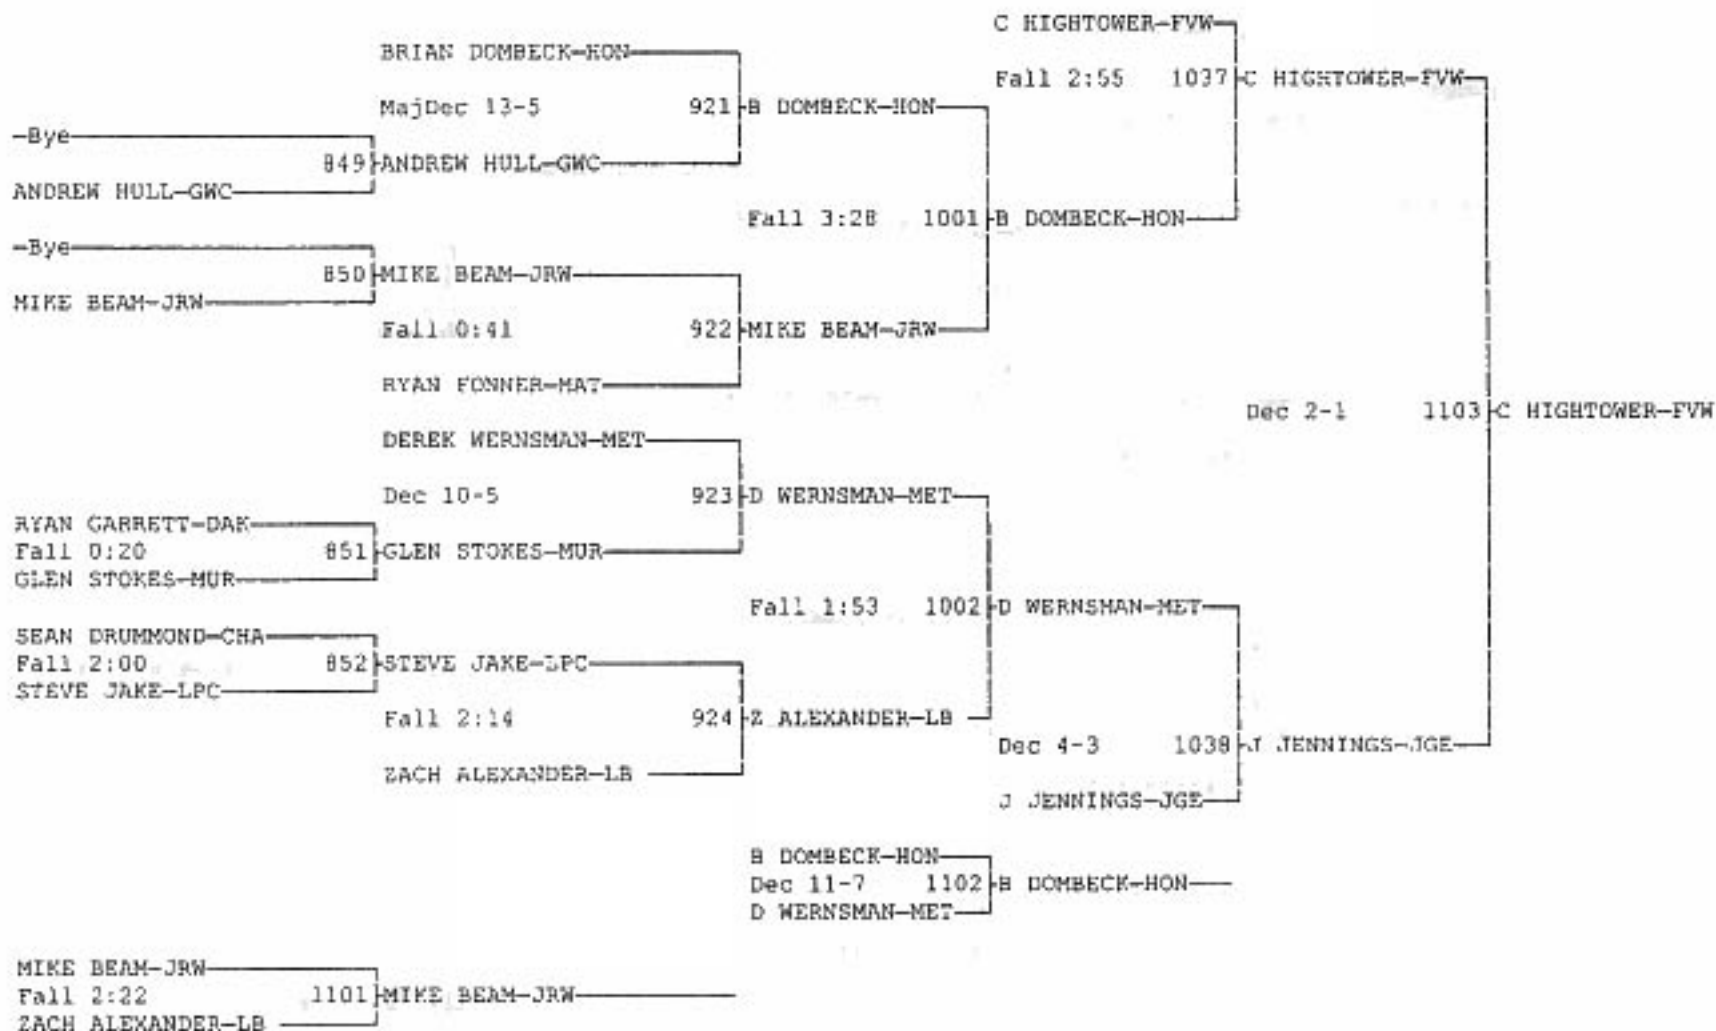 C HIGHTOWER-FVW
BRIAN DOMBECK-HON
Fall 2:55 1037 C HIGHTOWER-FVW
MajDec 13-5 921 B DOMBECK-HON
-Bye
849 ANDREW HULL-GWC
ANDREW HULL-GWC
Fall 3:28 1001 B DOMBECK-HON
-Bye
850 MIKE BEAM-JRW
MIKE BEAM-JRW
Fall 0:41 922 MIKE BEAM-JRW
RYAN FONNER-MAT
Dec 2-1 1103 C HIGHTOWER-FVW
DEREK WERNSMAN-MET
Dec 10-5 923 D WERNSMAN-MET
RYAN GARRETT-DAK
Fall 0:20 851 GLEN STOKES-MUR
GLEN STOKES-MUR
Fall 1:53 1002 D WERNSMAN-MET
SEAN DRUMMOND-CHA
Fall 2:00 852 STEVE JAKE-LPC
STEVE JAKE-LPC
Fall 2:14 924 Z ALEXANDER-LB
Dec 4-3 1038 J JENNINGS-JGE
ZACH ALEXANDER-LB
J JENNINGS-JGE
B DOMBECK-HON
Dec 11-7 1102 B DOMBECK-HON
D WERNSMAN-MET
MIKE BEAM-JRW
Fall 2:22 1101 MIKE BEAM-JRW
ZACH ALEXANDER-LB